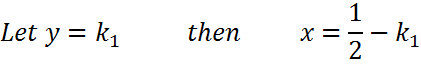 Let y = k₁ then x = 1/2 − k₁